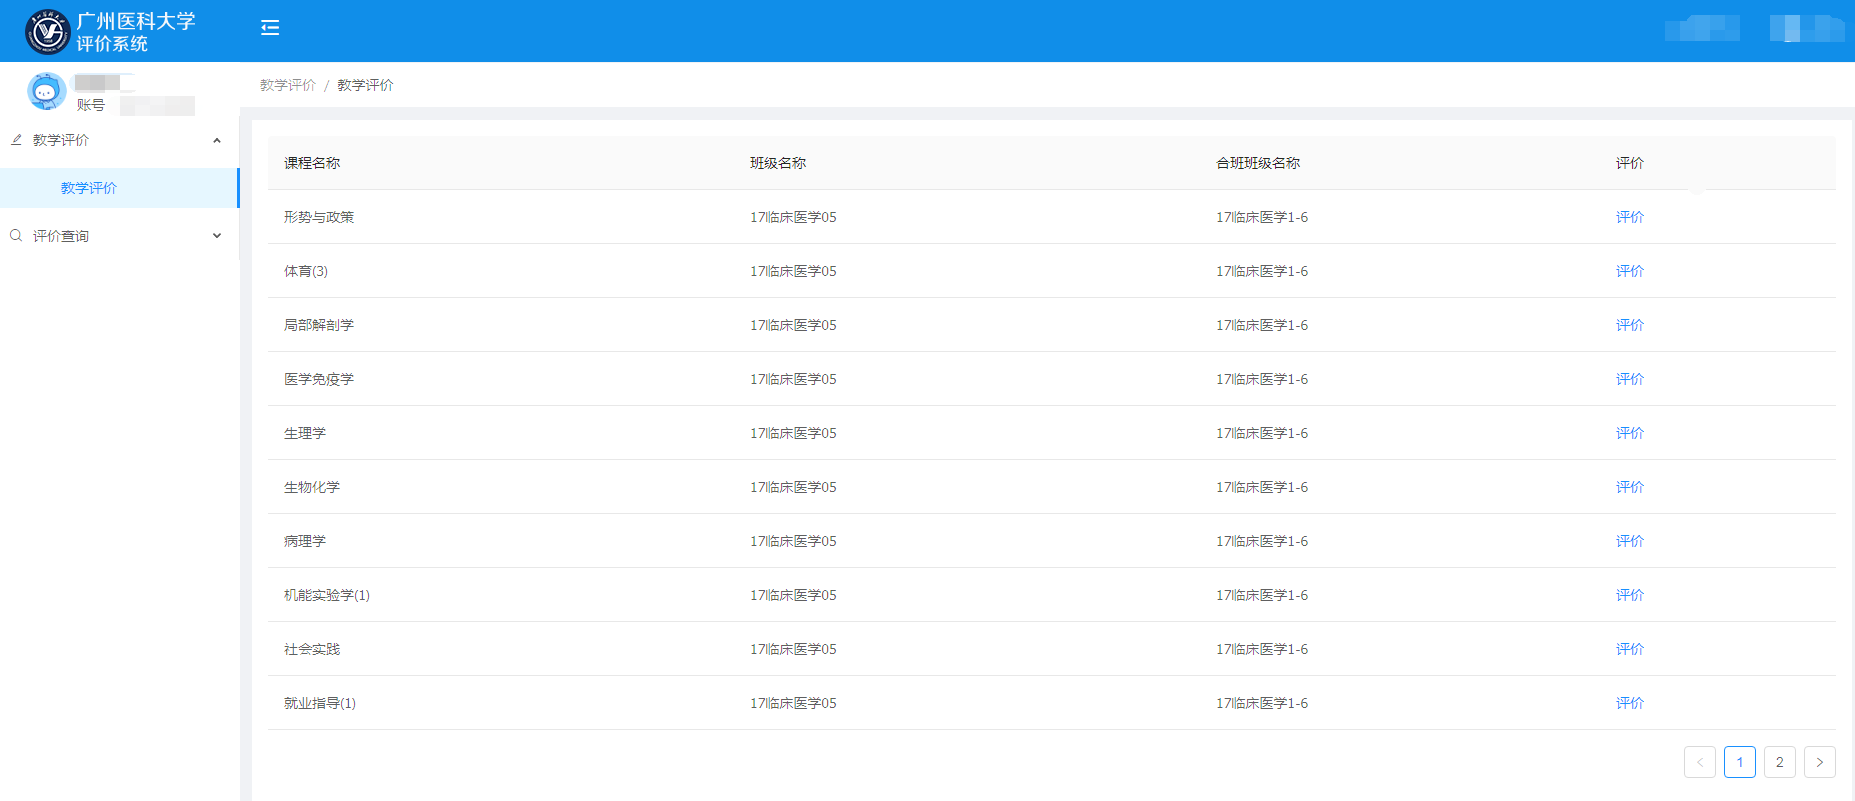 广州医科大学
评价系统
账号
教学评价
教学评价
评价查询
教学评价 / 教学评价
课程名称 班级名称 合班班级名称 评价
形势与政策 17临床医学05 17临床医学1-6 评价
体育(3) 17临床医学05 17临床医学1-6 评价
局部解剖学 17临床医学05 17临床医学1-6 评价
医学免疫学 17临床医学05 17临床医学1-6 评价
生理学 17临床医学05 17临床医学1-6 评价
生物化学 17临床医学05 17临床医学1-6 评价
病理学 17临床医学05 17临床医学1-6 评价
机能实验学(1) 17临床医学05 17临床医学1-6 评价
社会实践 17临床医学05 17临床医学1-6 评价
就业指导(1) 17临床医学05 17临床医学1-6 评价
< 1 2 >